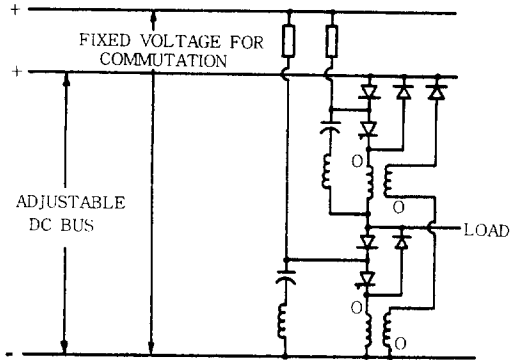 +
FIXED VOLTAGE FOR
COMMUTATION
+
O
O
ADJUSTABLE
DC BUS
LOAD
O
O
-